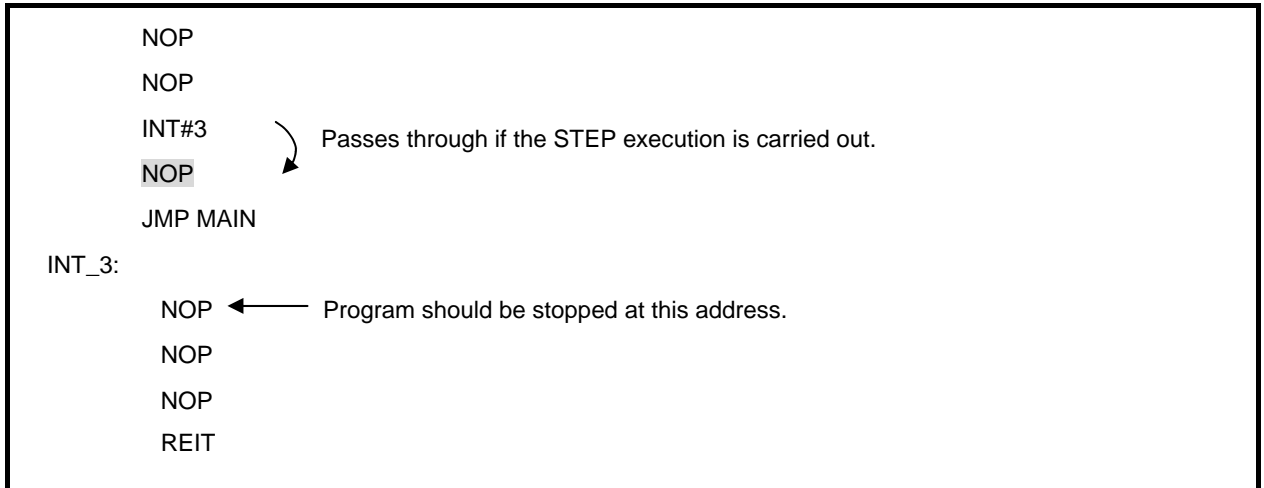 NOP
NOP
INT#3
Passes through if the STEP execution is carried out.
NOP
JMP MAIN
INT_3:
NOP Program should be stopped at this address.
NOP
NOP
REIT